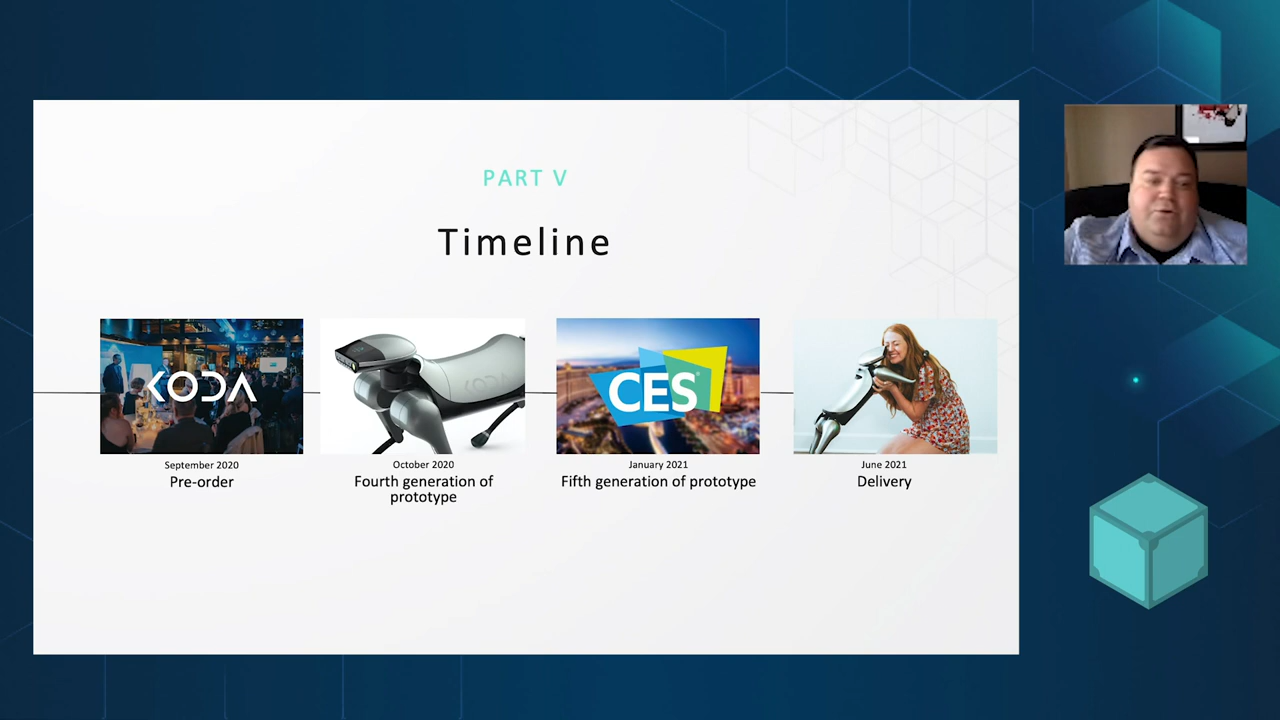 PART V
Timeline
KODA
KODA
CES
September 2020
Pre-order
October 2020
Fourth generation of
prototype
January 2021
Fifth generation of prototype
June 2021
Delivery